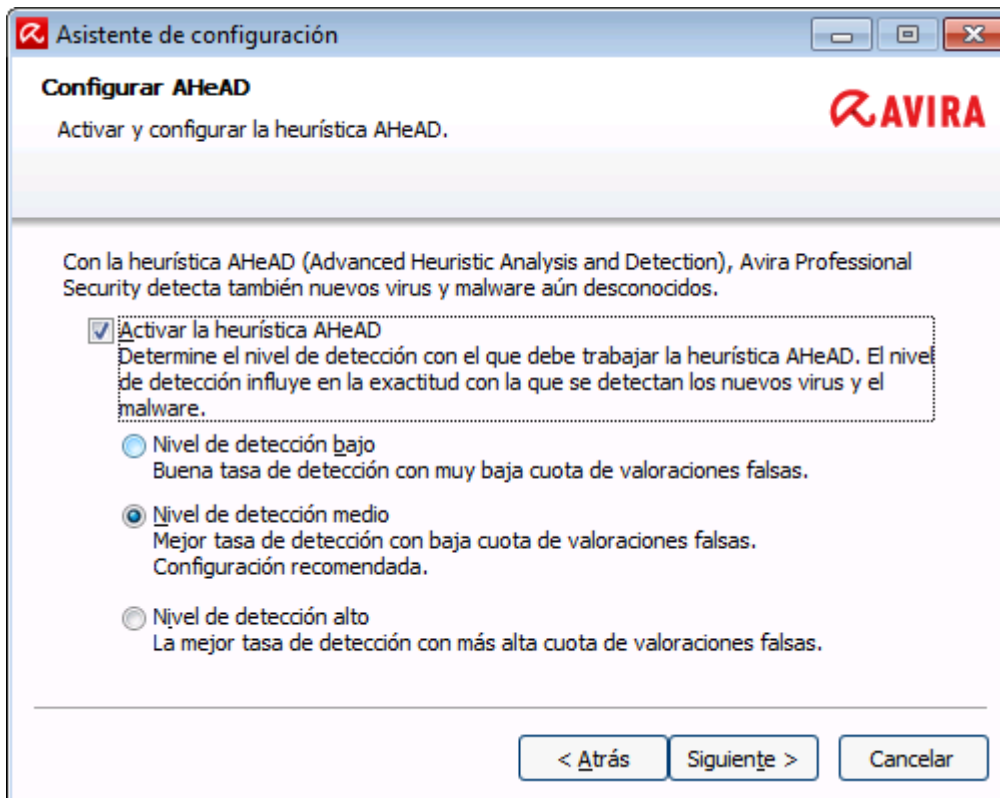 Asistente de configuración
Configurar AHeAD
Activar y configurar la heurística AHeAD.
AVIRA
Con la heurística AHeAD (Advanced Heuristic Analysis and Detection), Avira Professional
Security detecta también nuevos virus y malware aún desconocidos.
Activar la heurística AHeAD
Determine el nivel de detección con el que debe trabajar la heurística AHeAD. El nivel
de detección influye en la exactitud con la que se detectan los nuevos virus y el
malware.
Nivel de detección bajo
Buena tasa de detección con muy baja cuota de valoraciones falsas.
Nivel de detección medio
Mejor tasa de detección con baja cuota de valoraciones falsas.
Configuración recomendada.
Nivel de detección alto
La mejor tasa de detección con más alta cuota de valoraciones falsas.
< Atrás
Siguiente >
Cancelar